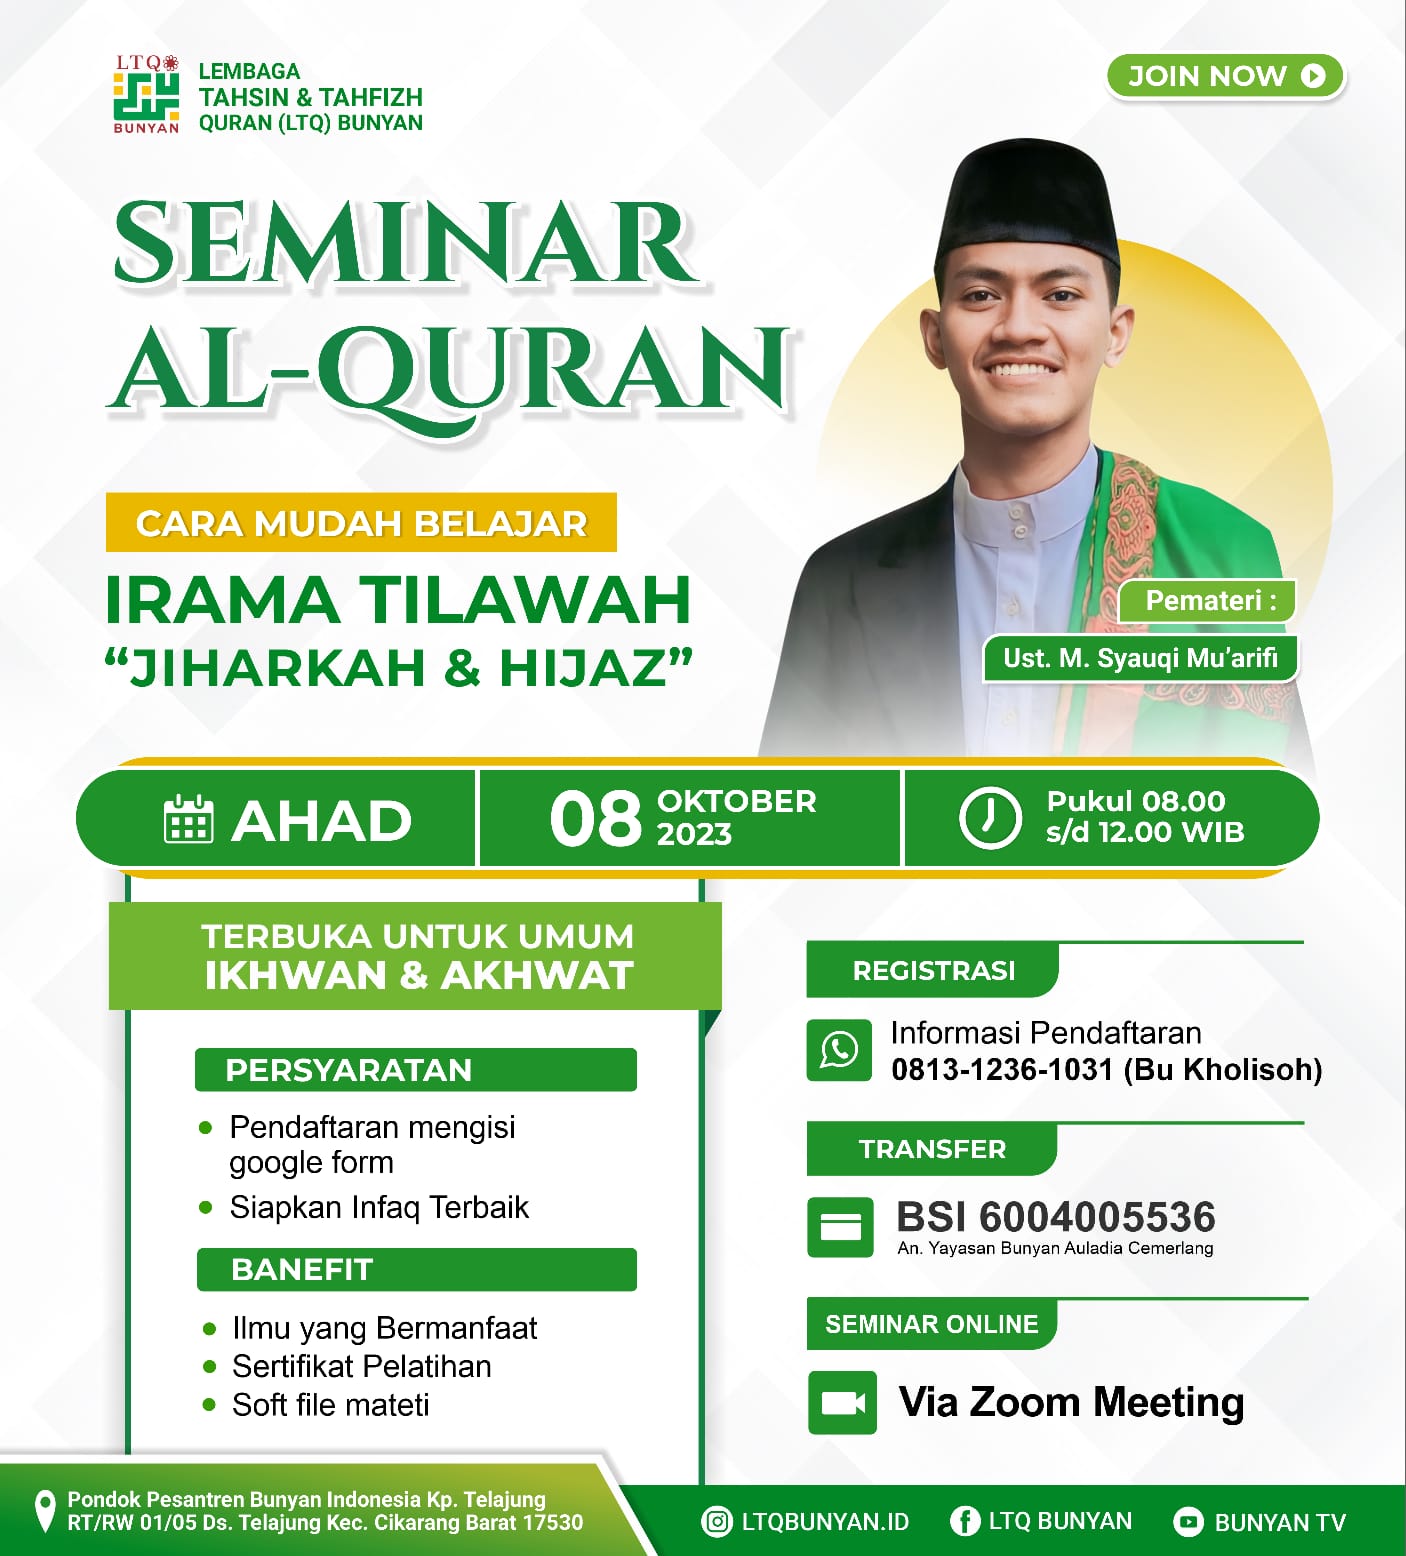 LTQ
BUNYAN
LEMBAGA
TAHSIN & TAHFIZH
QURAN (LTQ) BUNYAN
JOIN NOW
SEMINAR
AL-QURAN
CARA MUDAH BELAJAR
IRAMA TILAWAH
“JIHARKAH & HIJAZ”
Pemateri :
Ust. M. Syauqi Mu’arifi
AHAD
08 OKTOBER
2023
Pukul 08.00
s/d 12.00 WIB
TERBUKA UNTUK UMUM
IKHWAN & AKHWAT
PERSYARATAN
Pendaftaran mengisi
google form
Siapkan Infaq Terbaik
BANEFIT
Ilmu yang Bermanfaat
Sertifikat Pelatihan
Soft file mateti
REGISTRASI
Informasi Pendaftaran
0813-1236-1031 (Bu Kholisoh)
TRANSFER
BSI 6004005536
An. Yayasan Bunyan Auladia Cemerlang
SEMINAR ONLINE
Via Zoom Meeting
Pondok Pesantren Bunyan Indonesia Kp. Telajung
RT/RW 01/05 Ds. Telajung Kec. Cikarang Barat 17530
LTQBUNYAN.ID
LTQ BUNYAN
BUNYAN TV